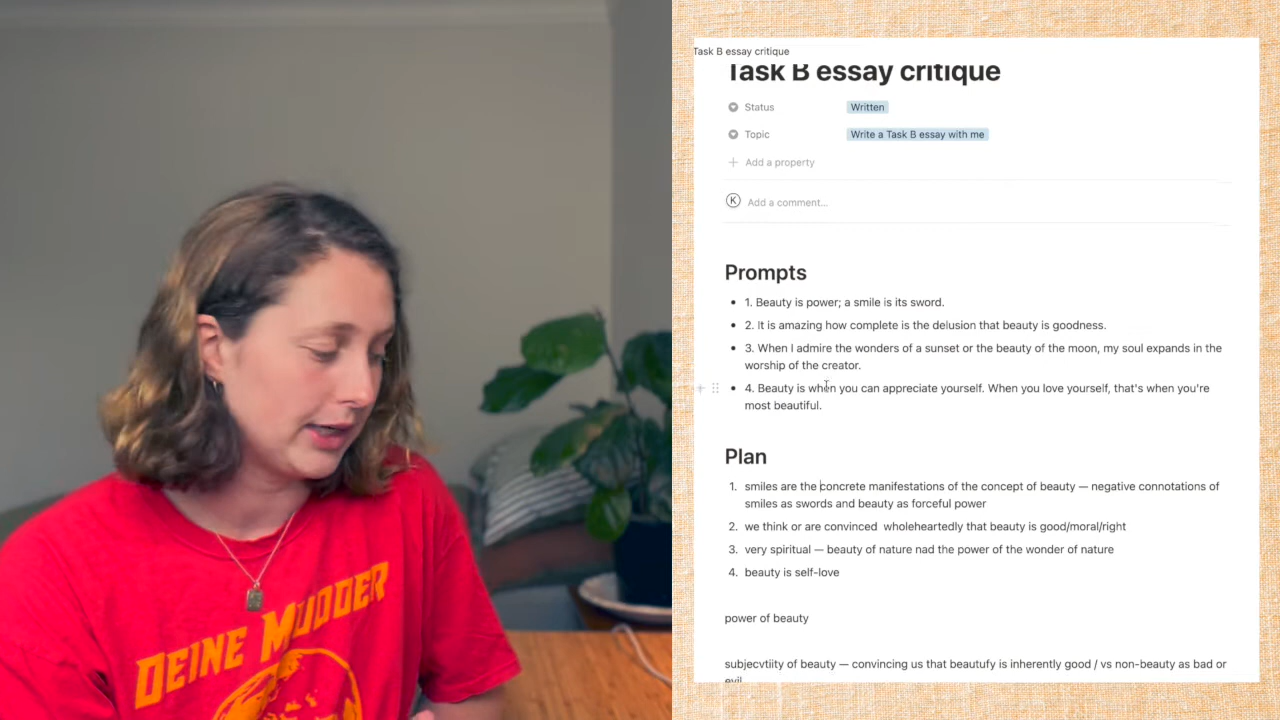 Task B essay critique
Task B essay critique
Status Written
Topic Write a Task B essay with me
Add a property
K Add a comment...
Prompts
1. Beauty is power; a smile is its sword.
2. It is amazing how complete is the delusion that beauty is goodness.
3. When I admire the wonders of a sunset or the beauty of the moon, my soul expands in the
worship of the creator.
4. Beauty is when you can appreciate yourself. When you love yourself, that's when you're
most beautiful.
Plan
1. smiles are the concrete manifestations of the concept of beauty — negative connotations of
smiles as swords and beauty as forceful power
2. we think or are convinced wholeheartedly that beauty is good/moral/right
3. very spiritual — beauty of nature nad the power of the wonder of nature
4. beauty is self-love
power of beauty
subjecvtiity of beauty — convincing us that beautufy is inherently good / vs non-beauty as bad or
evil
MUDDER